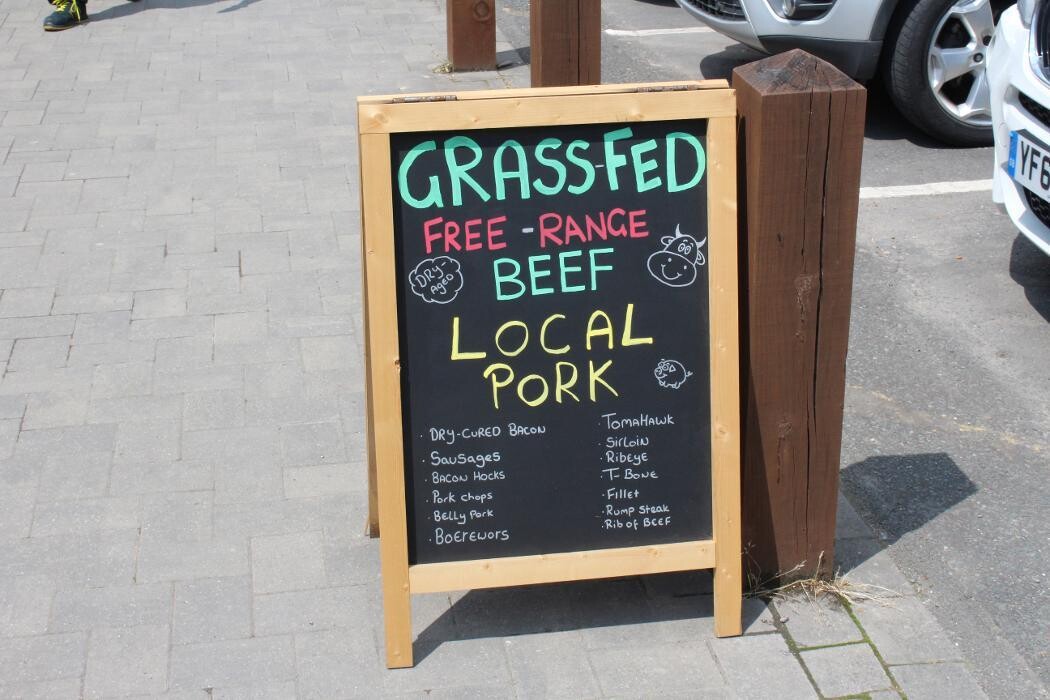 GRASS-FED
FREE-RANGE
DRY-
AGED
BEEF
LOCAL
PORK
· DRY-CURED BACON
· SAUSAGES
· BACON HOCKS
· Pork chops
· Belly Pork
· BOEREWORS
· TOMAHAWK
· SIRLOIN
· RIBEYE
· T-BONE
· Fillet
· Rump Steak
· Rib of BEEF
YF6